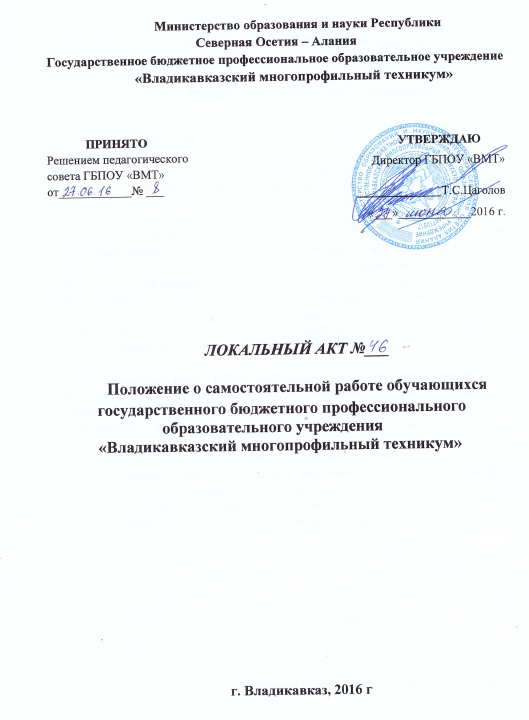 Министерство образования и науки Республики
Северная Осетия – Алания
Государственное бюджетное профессиональное образовательное учреждение
«Владикавказский многопрофильный техникум»
ПРИНЯТО
Решением педагогического
совета ГБПОУ «ВМТ»
от 27.06.16 № 8
УТВЕРЖДАЮ
Директор ГБПОУ «ВМТ»
Т.С.Цаголов
июня 2016 г.
ЛОКАЛЬНЫЙ АКТ № 46
Положение о самостоятельной работе обучающихся
государственного бюджетного профессионального
образовательного учреждения
«Владикавказский многопрофильный техникум»
г. Владикавказ, 2016 г